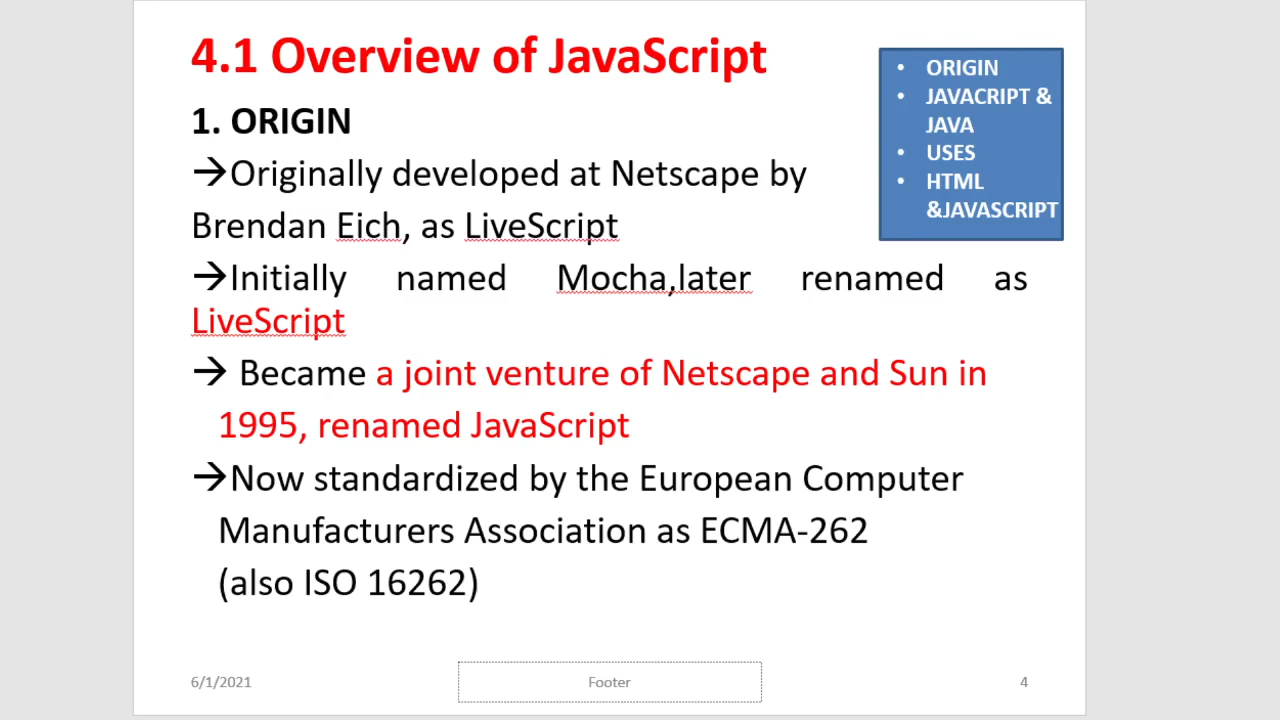 4.1 Overview of JavaScript
1. ORIGIN
→Originally developed at Netscape by
Brendan Eich, as LiveScript
→Initially named Mocha,later renamed as
LiveScript
→ Became a joint venture of Netscape and Sun in
1995, renamed JavaScript
→Now standardized by the European Computer
Manufacturers Association as ECMA-262
(also ISO 16262)
• ORIGIN
• JAVACRIPT &
JAVA
• USES
• HTML
&JAVASCRIPT
6/1/2021
Footer
4